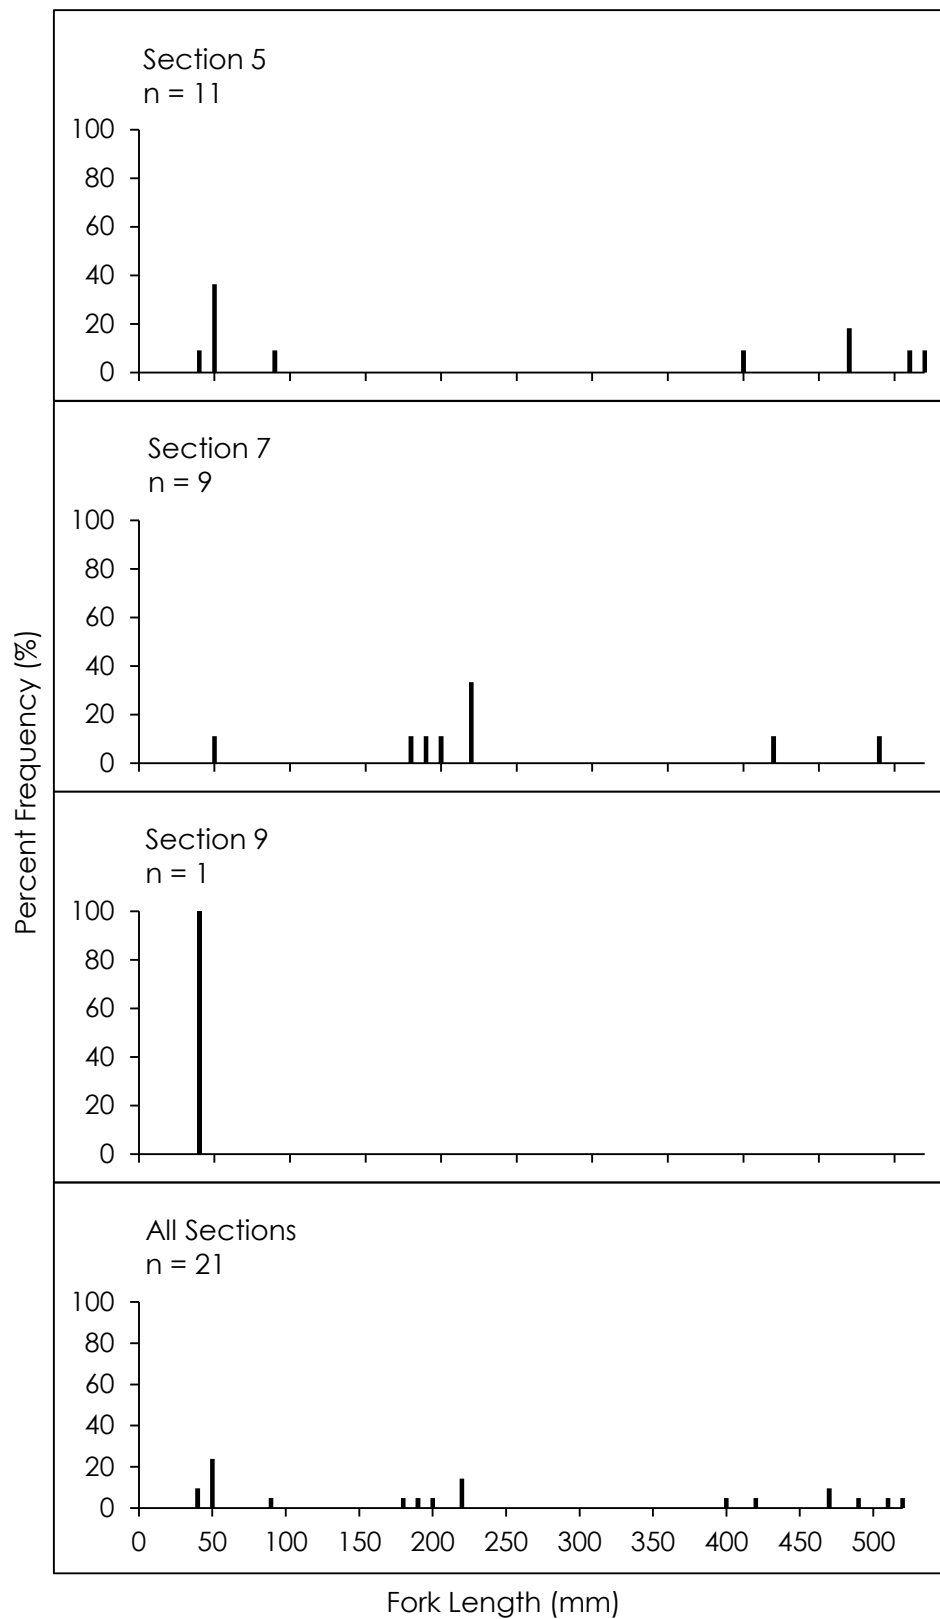 Section 5
n = 11
100
80
60
40
20
0
Section 7
n = 9
100
80
60
40
20
0
Section 9
n = 1
100
80
60
40
20
0
All Sections
n = 21
100
80
60
40
20
0
0 50 100 150 200 250 300 350 400 450 500
Percent Frequency (%)
Fork Length (mm)